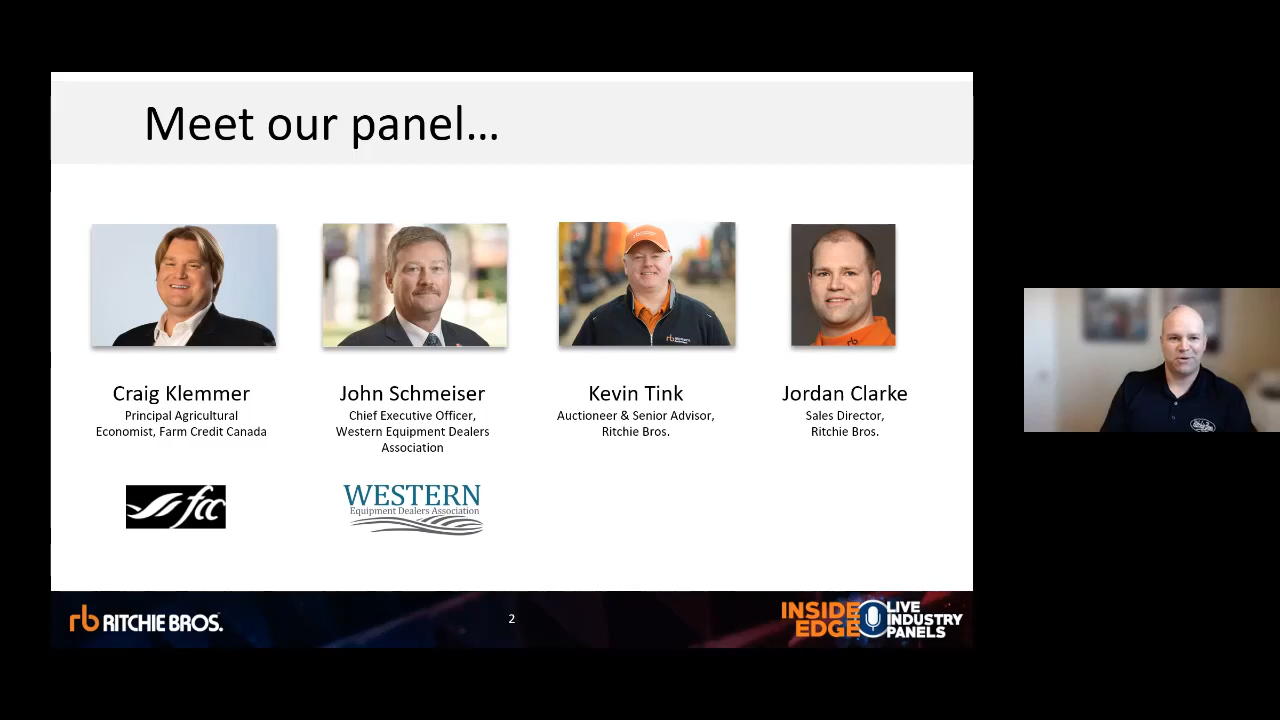 Meet our panel...
Craig Klemmer
Principal Agricultural
Economist, Farm Credit Canada
John Schmeiser
Chief Executive Officer,
Western Equipment Dealers
Association
Kevin Tink
Auctioneer & Senior Advisor,
Ritchie Bros.
Jordan Clarke
Sales Director,
Ritchie Bros.
fcc
WESTERN
Equipment Dealers Association
rb RITCHIE BROS.
2
INSIDE
EDGE
LIVE
INDUSTRY
PANELS